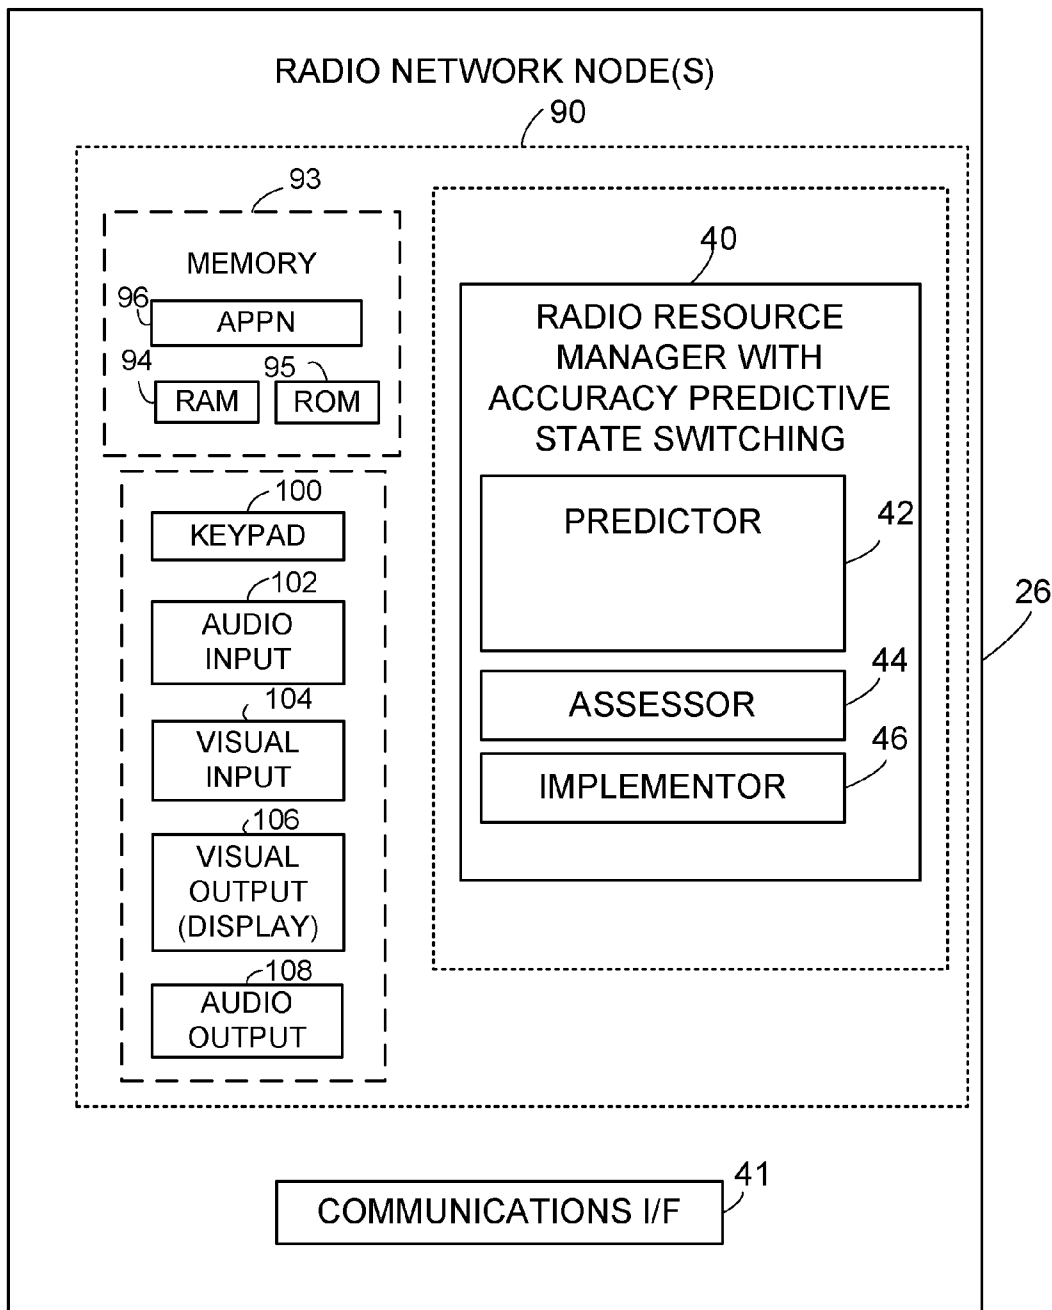 RADIO NETWORK NODE(S)
90
93
MEMORY
96
APPN
94
RAM
95
ROM
100
KEYPAD
102
AUDIO
INPUT
104
VISUAL
INPUT
106
VISUAL
OUTPUT
(DISPLAY)
108
AUDIO
OUTPUT
40
RADIO RESOURCE
MANAGER WITH
ACCURACY PREDICTIVE
STATE SWITCHING
PREDICTOR
42
ASSESSOR
44
IMPLEMENTOR
46
26
COMMUNICATIONS I/F
41